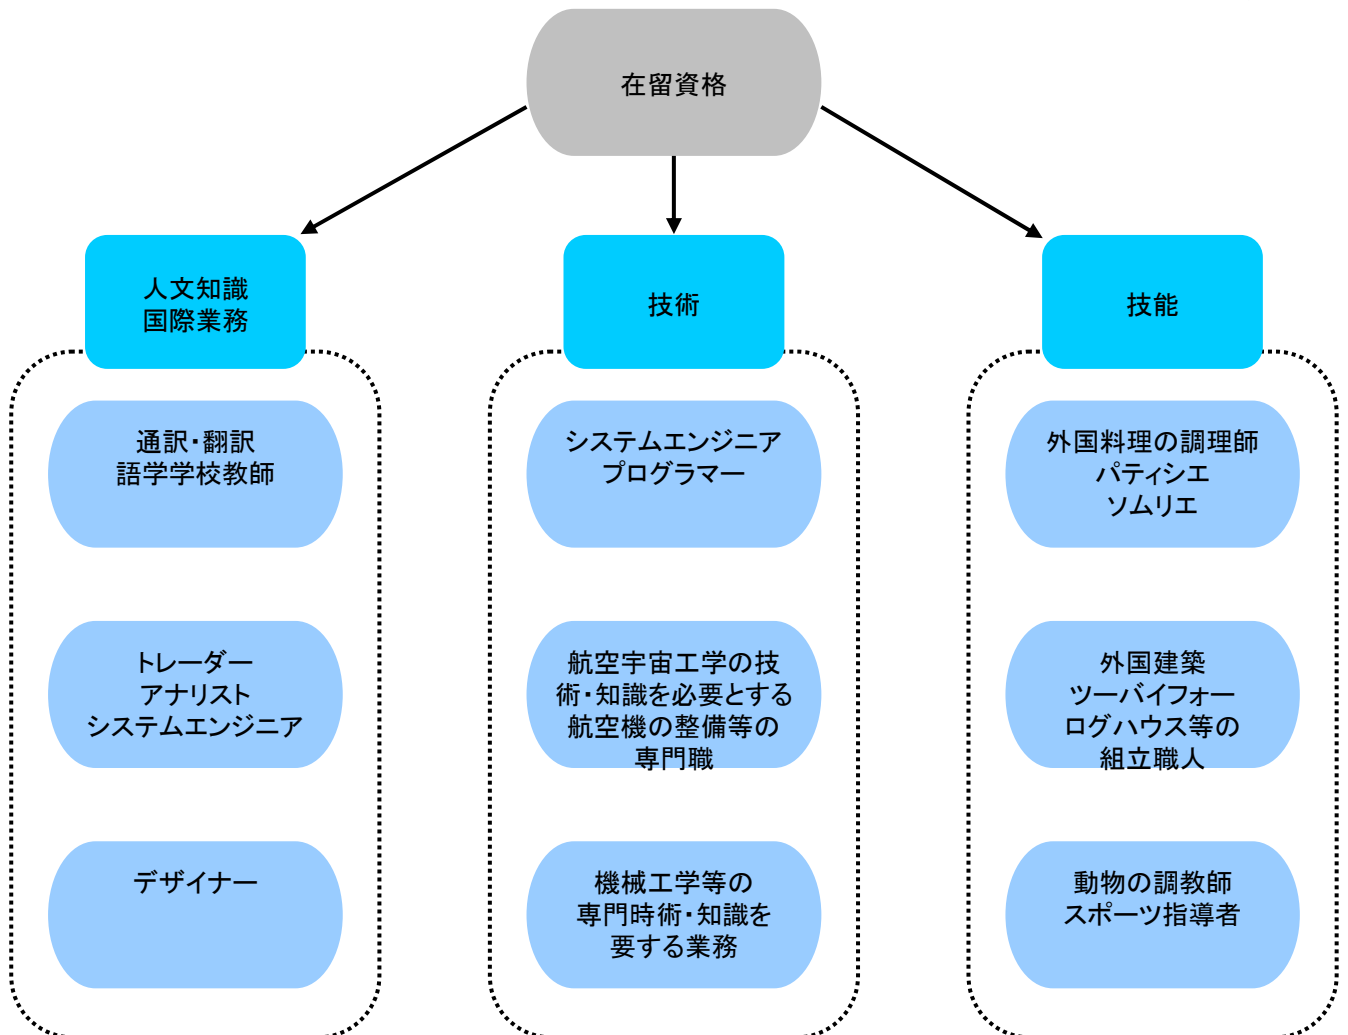 在留資格
人文知識
国際業務
技術
技能
通訳・翻訳
語学学校教師
システムエンジニア
プログラマー
外国料理の調理師
パティシエ
ソムリエ
トレーダー
アナリスト
システムエンジニア
航空宇宙工学の技
術・知識を必要とする
航空機の整備等の
専門職
外国建築
ツーバイフォー
ログハウス等の
組立職人
デザイナー
機械工学等の
専門時術・知識を
要する業務
動物の調教師
スポーツ指導者